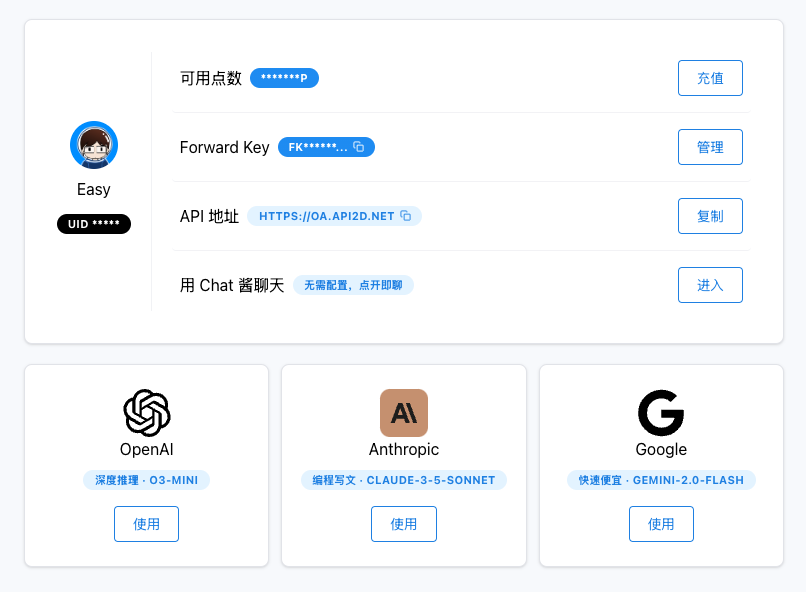 可用点数 *******P 充值
Easy
UID *****
Forward Key FK******... 管理
API 地址 HTTPS://OA.API2D.NET 复制
用 Chat 酱聊天 无需配置，点开即聊 进入
OpenAI
深度推理 · O3-MINI
使用
Anthropic
编程写文 · CLAUDE-3-5-SONNET
使用
Google
快速便宜 · GEMINI-2.0-FLASH
使用